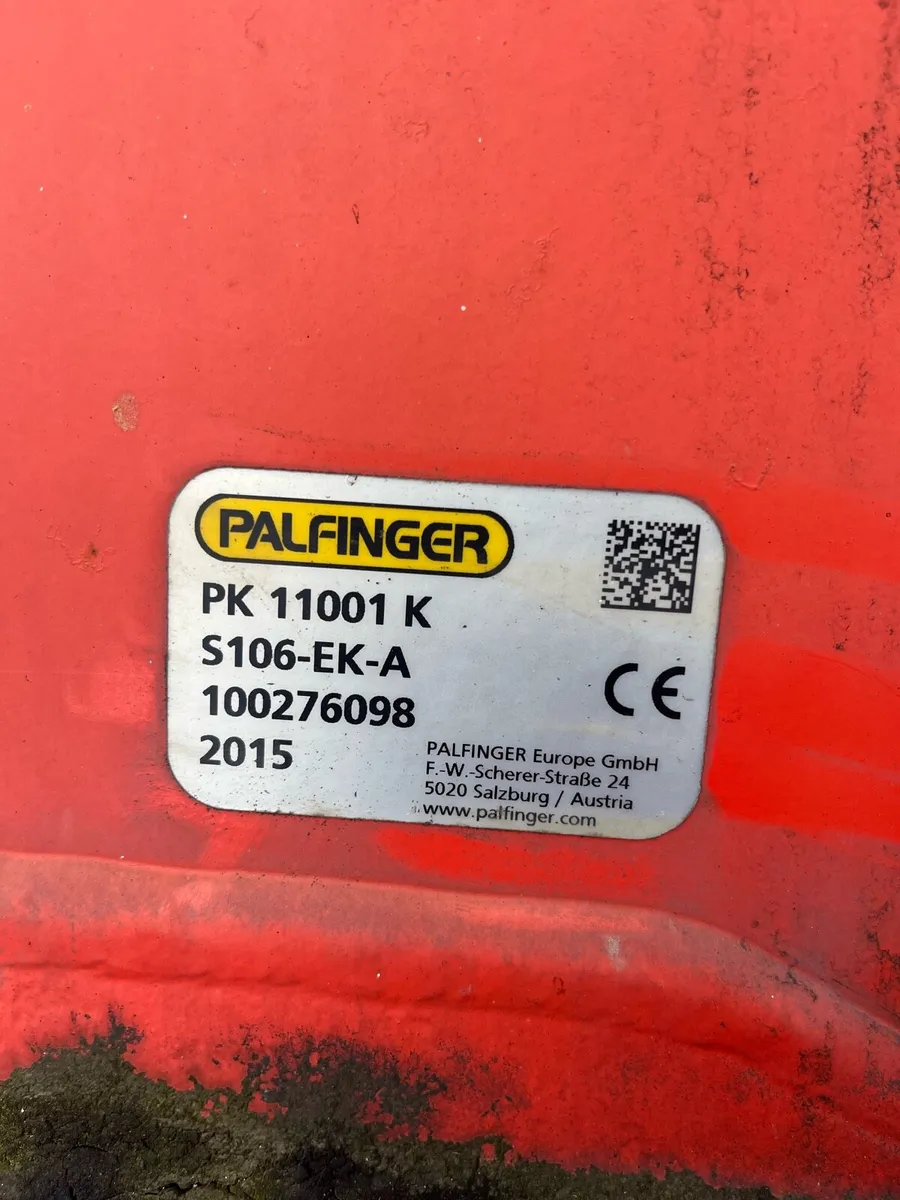 PALFINGER
PK 11001 K
S106-EK-A
100276098
2015
CE
PALFINGER Europe GmbH
F.-W.-Scherer-Straße 24
5020 Salzburg / Austria
www.palfinger.com